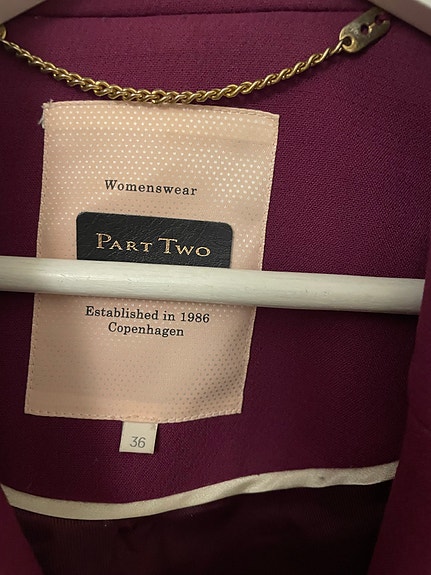 Womenswear
PART TWO
Established in 1986
Copenhagen
36